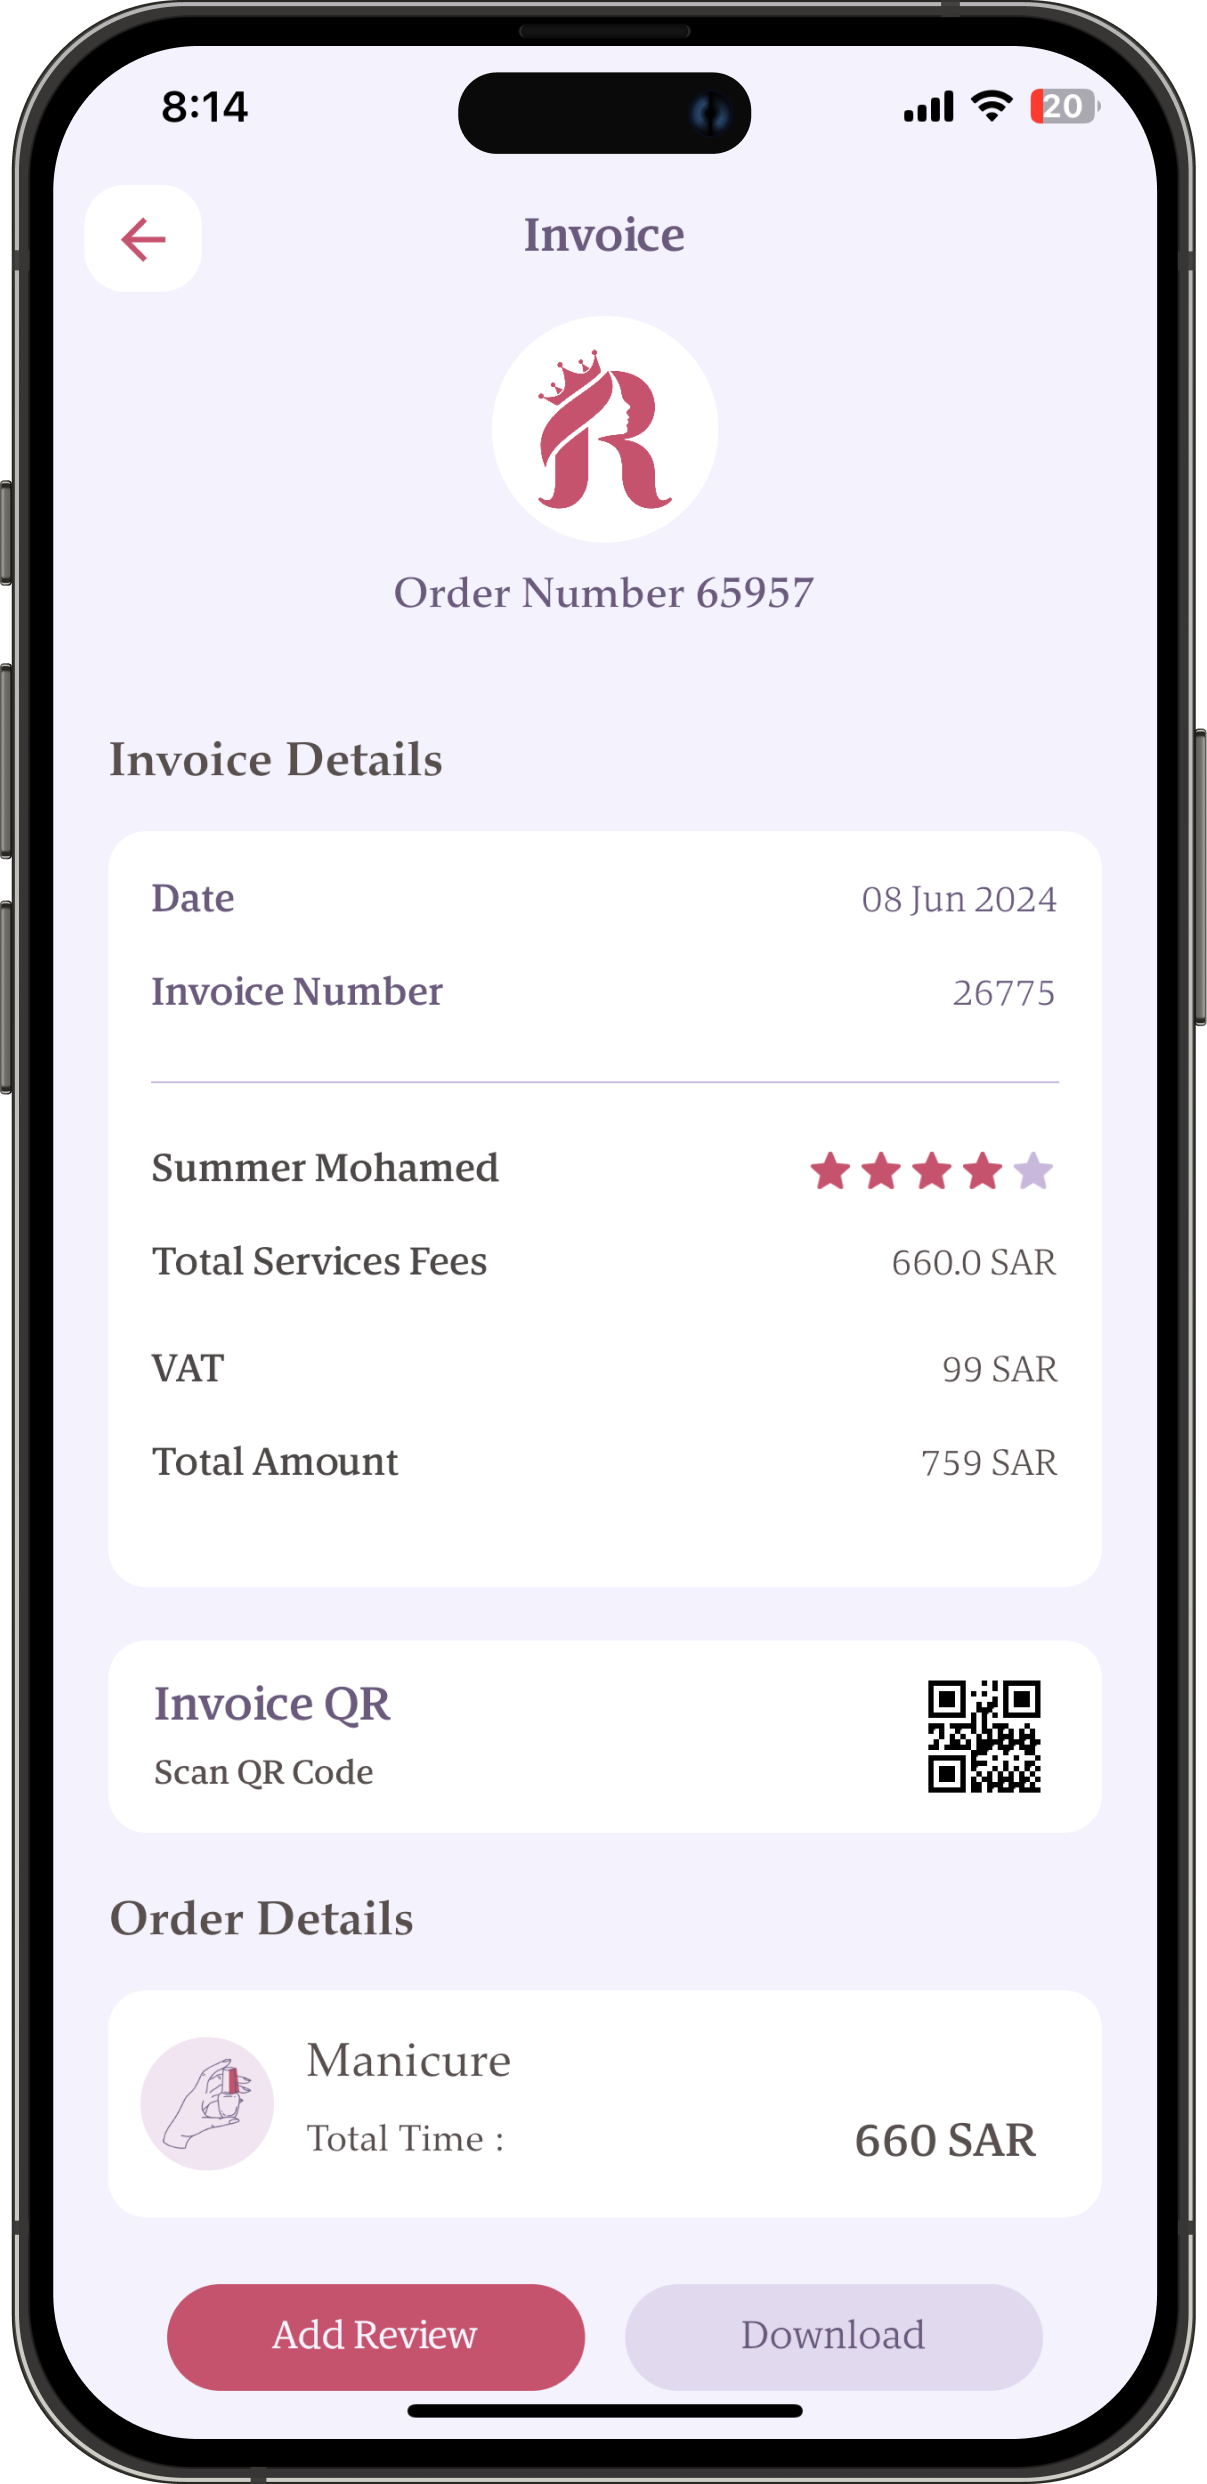 8:14
20
Invoice
Order Number 65957
Invoice Details
Date 08 Jun 2024
Invoice Number 26775
Summer Mohamed
Total Services Fees 660.0 SAR
VAT 99 SAR
Total Amount 759 SAR
Invoice QR
Scan QR Code
Order Details
Manicure
Total Time : 660 SAR
Add Review Download